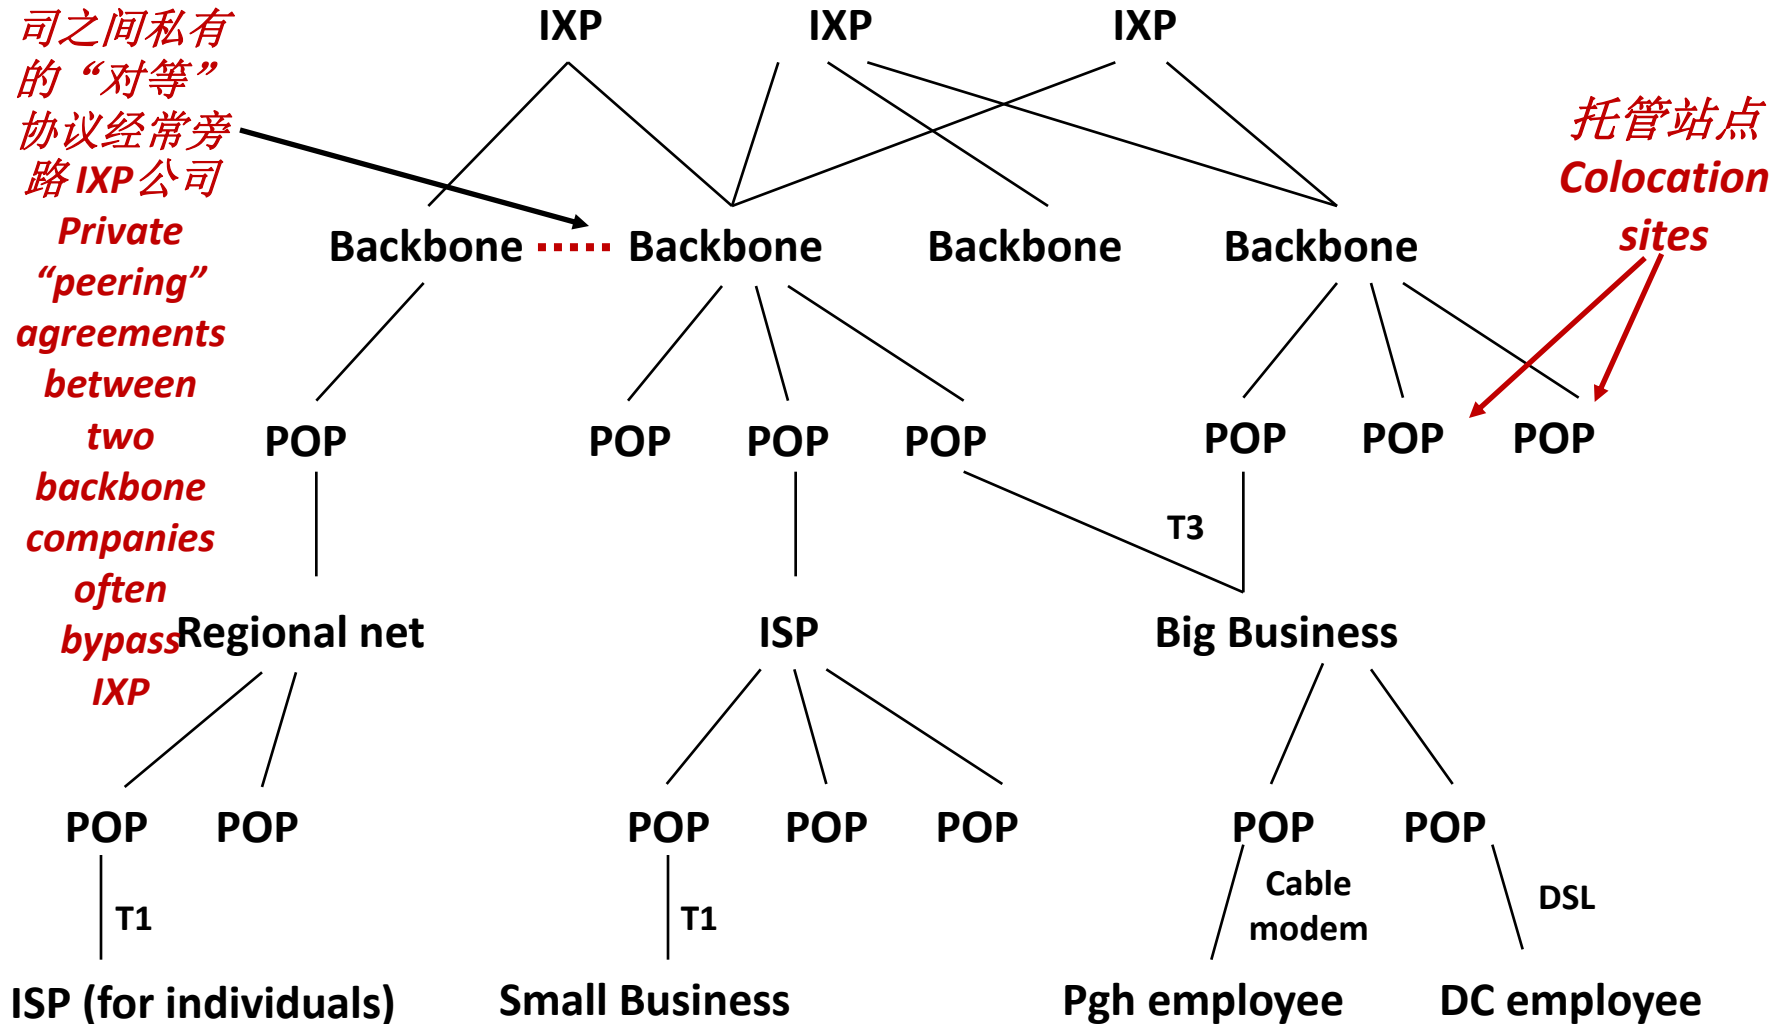 司之间私有
的“对等”
协议经常旁
路IXP公司
Private
“peering”
agreements
between
two
backbone
companies
often
bypass
IXP
IXP IXP IXP
托管站点
Colocation
sites
Backbone Backbone Backbone Backbone
POP POP POP POP POP POP POP
T3
Regional net ISP Big Business
POP POP POP POP POP POP POP
T1 T1 Cable
modem
DSL
ISP (for individuals) Small Business Pgh employee DC employee